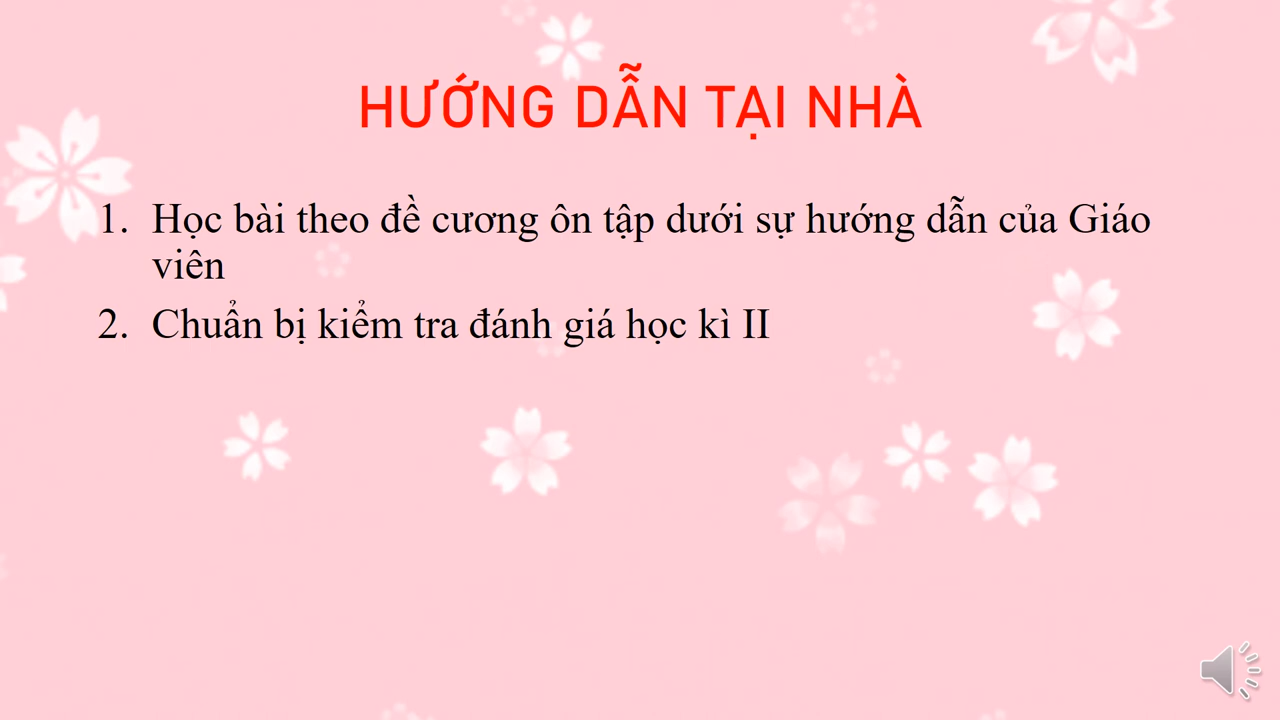 HƯỚNG DẪN TẠI NHÀ
1. Học bài theo đề cương ôn tập dưới sự hướng dẫn của Giáo
viên
2. Chuẩn bị kiểm tra đánh giá học kì II